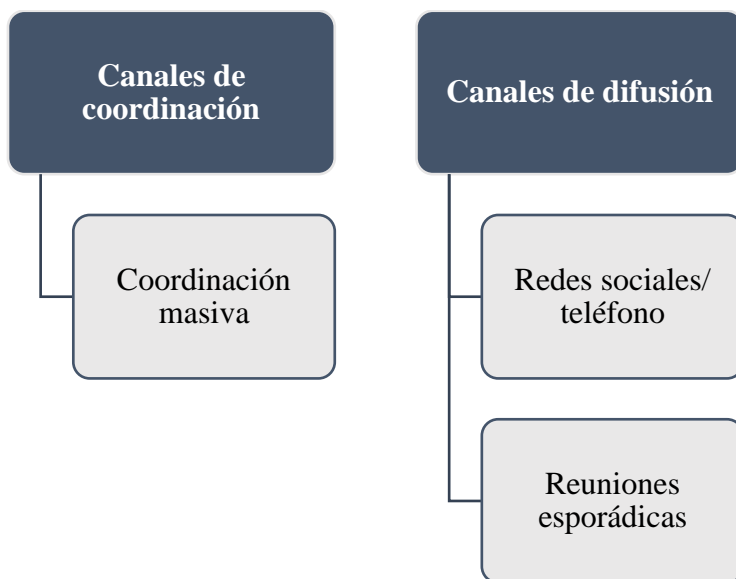 Canales de
coordinación
Coordinación
masiva
Canales de difusión
Redes sociales/
teléfono
Reuniones
esporádicas